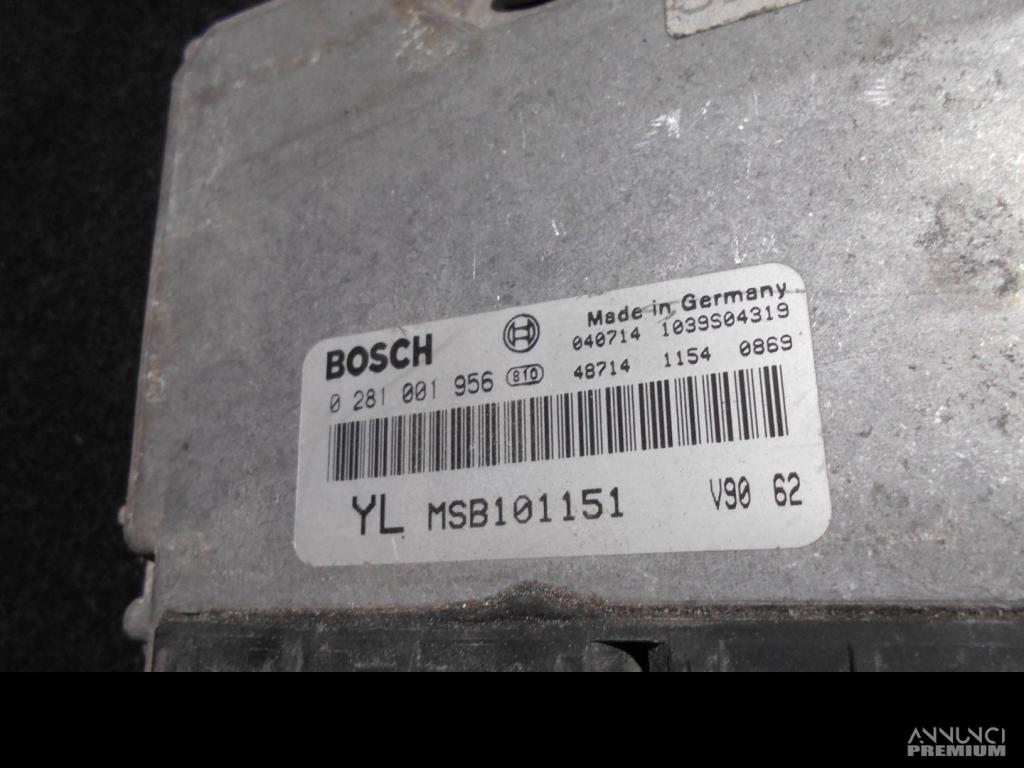 Made in Germany
BOSCH 040714 1039S04319
0 281 001 956 810 48714 1154 0869
YL MSB101151 V90 62
ANNUNCI
PREMIUM